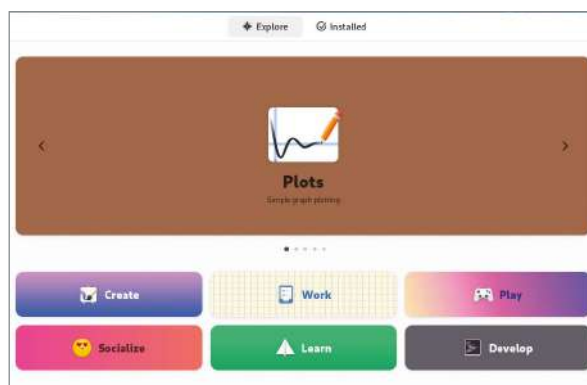 Explore Installed
Plots
Simple graph plotting
Create Work Play
Socialize Learn Develop